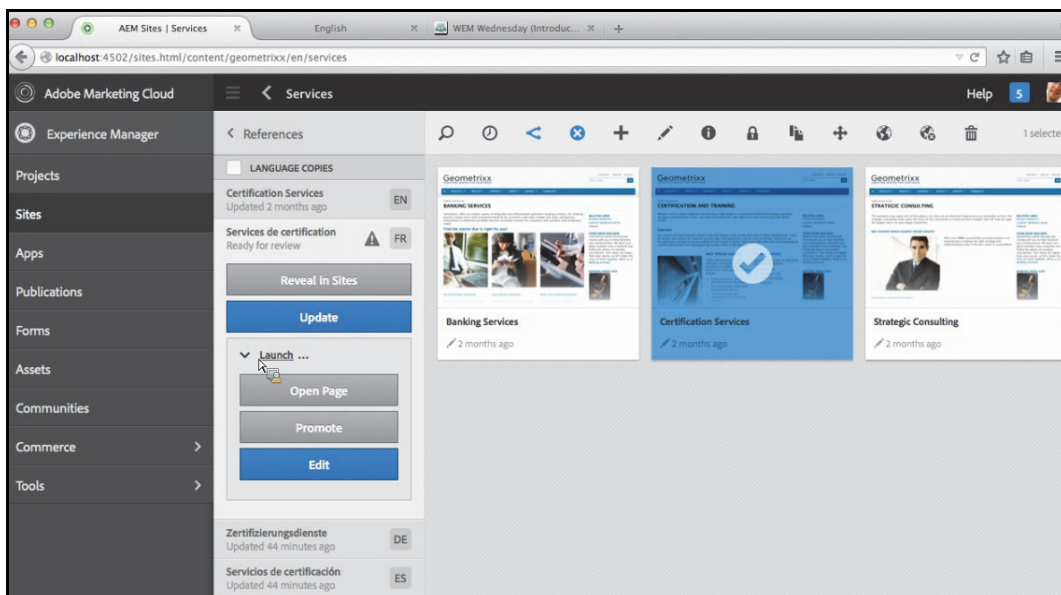 AEM Sites | Services
English
WEM Wednesday (Introduc...
localhost:4502/sites.html/content/geometrixx/en/services
Adobe Marketing Cloud
Services
Help
5
Experience Manager
References
1 selecte
Projects
Sites
Apps
Publications
Forms
Assets
Communities
Commerce
Tools
LANGUAGE COPIES
Certification Services
Updated 2 months ago
EN
Services de certification
Ready for review
FR
Reveal in Sites
Update
Launch ...
Open Page
Promote
Edit
Zertifizierungsdienste
Updated 44 minutes ago
DE
Servicios de certificación
Updated 44 minutes ago
ES
Geometrixx
BANKING SERVICES
Banking Services
2 months ago
Geometrixx
CERTIFICATION AND TRAINING
Certification Services
2 months ago
Geometrixx
STRATEGIC CONSULTING
Strategic Consulting
2 months ago